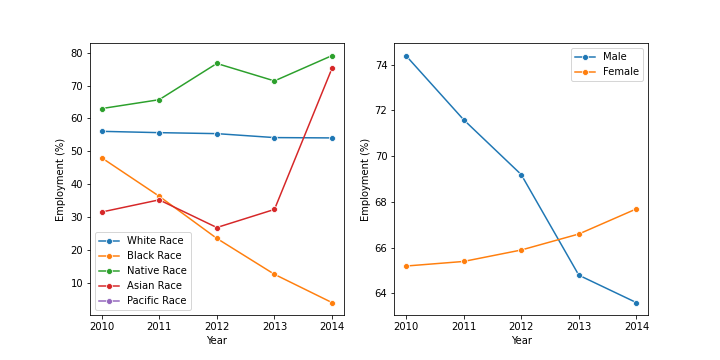 80
70
60
50
40
30
20
10
Employment (%)
White Race
Black Race
Native Race
Asian Race
Pacific Race
2010 2011 2012 2013 2014
Year
74
72
70
68
66
64
Employment (%)
Male
Female
2010 2011 2012 2013 2014
Year